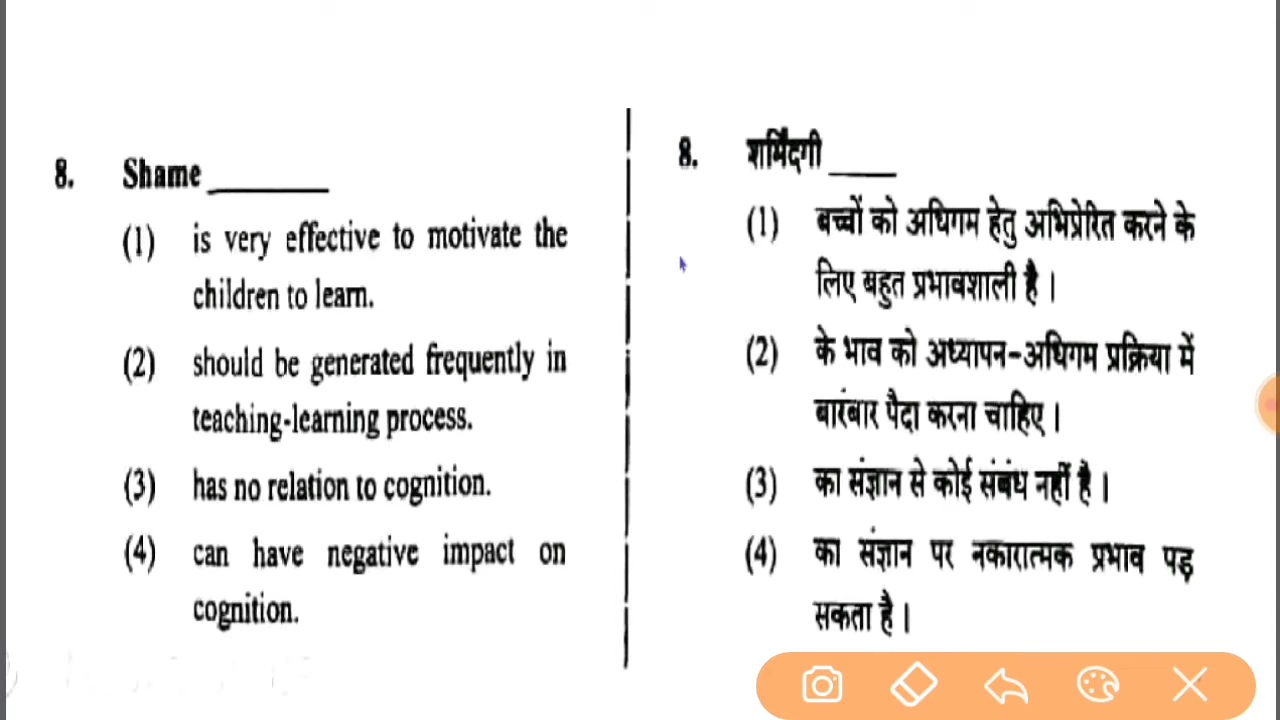 8. Shame ______
(1) is very effective to motivate the
children to learn.
(2) should be generated frequently in
teaching-learning process.
(3) has no relation to cognition.
(4) can have negative impact on
cognition.
8. शर्मिंदगी ____
(1) बच्चों को अधिगम हेतु अभिप्रेरित करने के
लिए बहुत प्रभावशाली है ।
(2) के भाव को अध्यापन-अधिगम प्रक्रिया में
बारंबार पैदा करना चाहिए ।
(3) का संज्ञान से कोई संबंध नहीं है ।
(4) का संज्ञान पर नकारात्मक प्रभाव पड़
सकता है ।